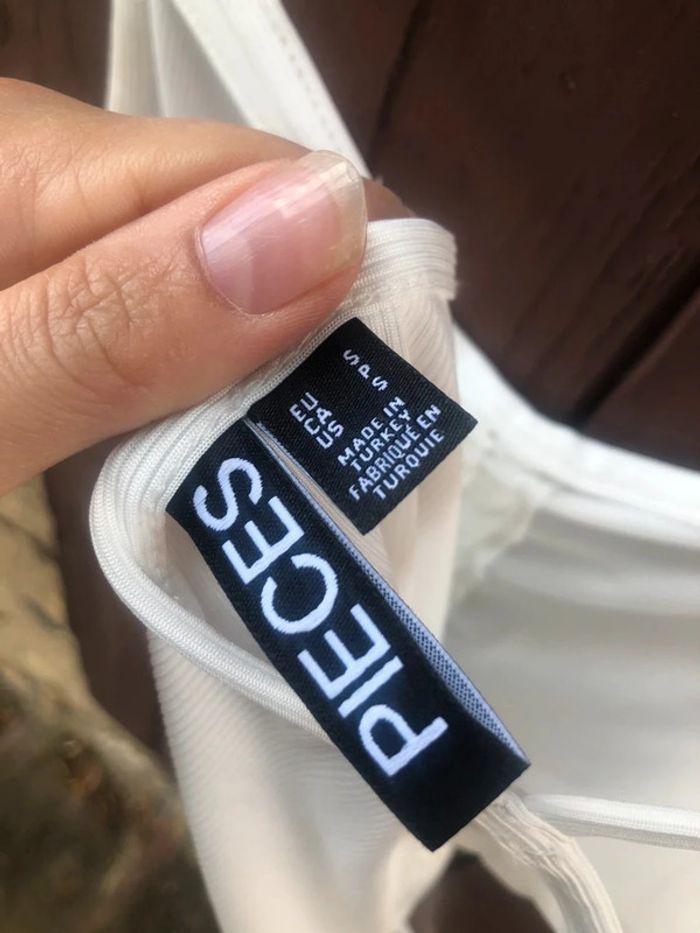 PIECES
EU S
CA P
US S
MADE IN
TURKEY
FABRIQUÉ EN
TURQUIE